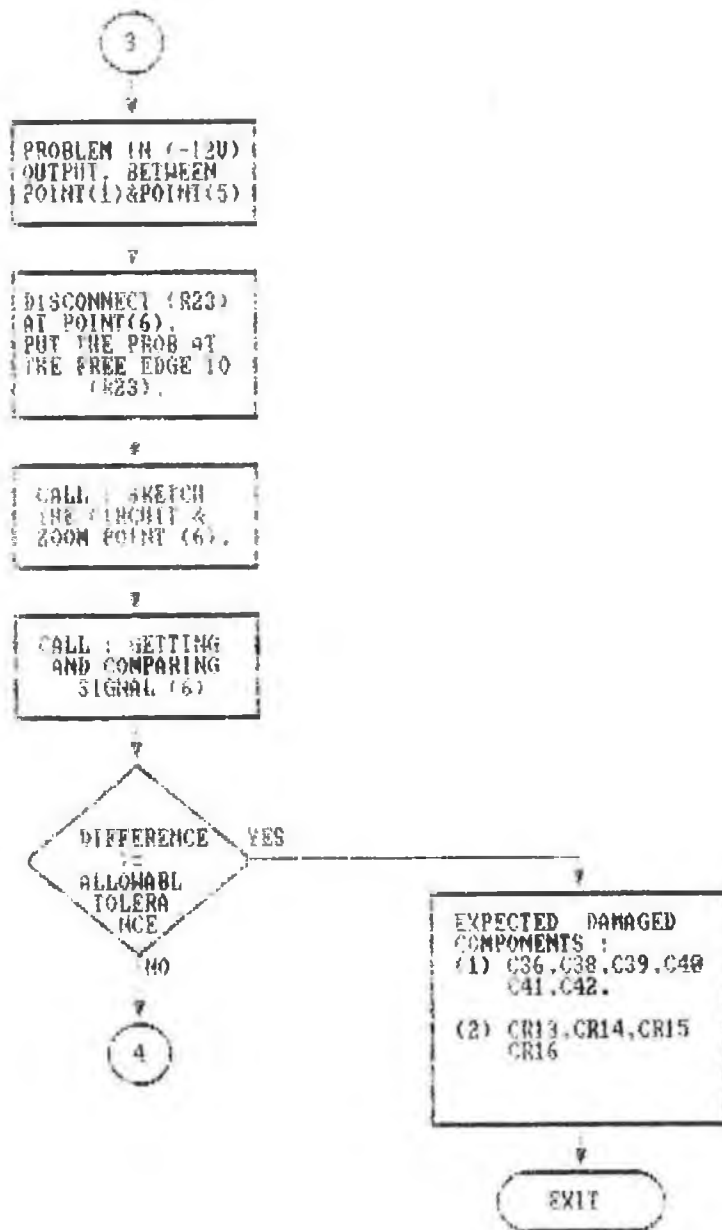 3
PROBLEM IN (-12V)
OUTPUT, BETWEEN
POINT(1)&POINT(5)
DISCONNECT (R23)
AT POINT(6).
PUT THE PROB AT
THE FREE EDGE TO
(R23).
CALL : SKETCH
THE CIRCUIT &
ZOOM POINT (6).
CALL : GETTING
AND COMPARING
SIGNAL (6)
DIFFERENCE
ALLOWABL
TOLERA
NCE
YES
NO
4
EXPECTED DAMAGED
COMPONENTS :
(1) C36,C38,C39,C40
C41,C42.
(2) CR13,CR14,CR15
CR16
EXIT